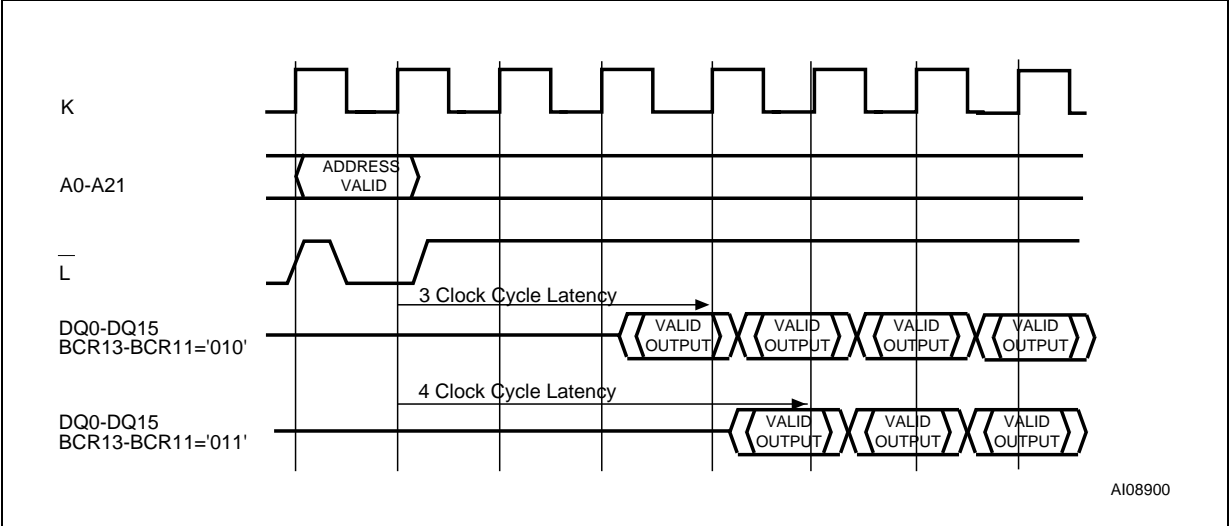 K
A0-A21
ADDRESS
VALID
L
3 Clock Cycle Latency
DQ0-DQ15
BCR13-BCR11='010'
VALID
OUTPUT
VALID
OUTPUT
VALID
OUTPUT
VALID
OUTPUT
4 Clock Cycle Latency
DQ0-DQ15
BCR13-BCR11='011'
VALID
OUTPUT
VALID
OUTPUT
VALID
OUTPUT
AI08900